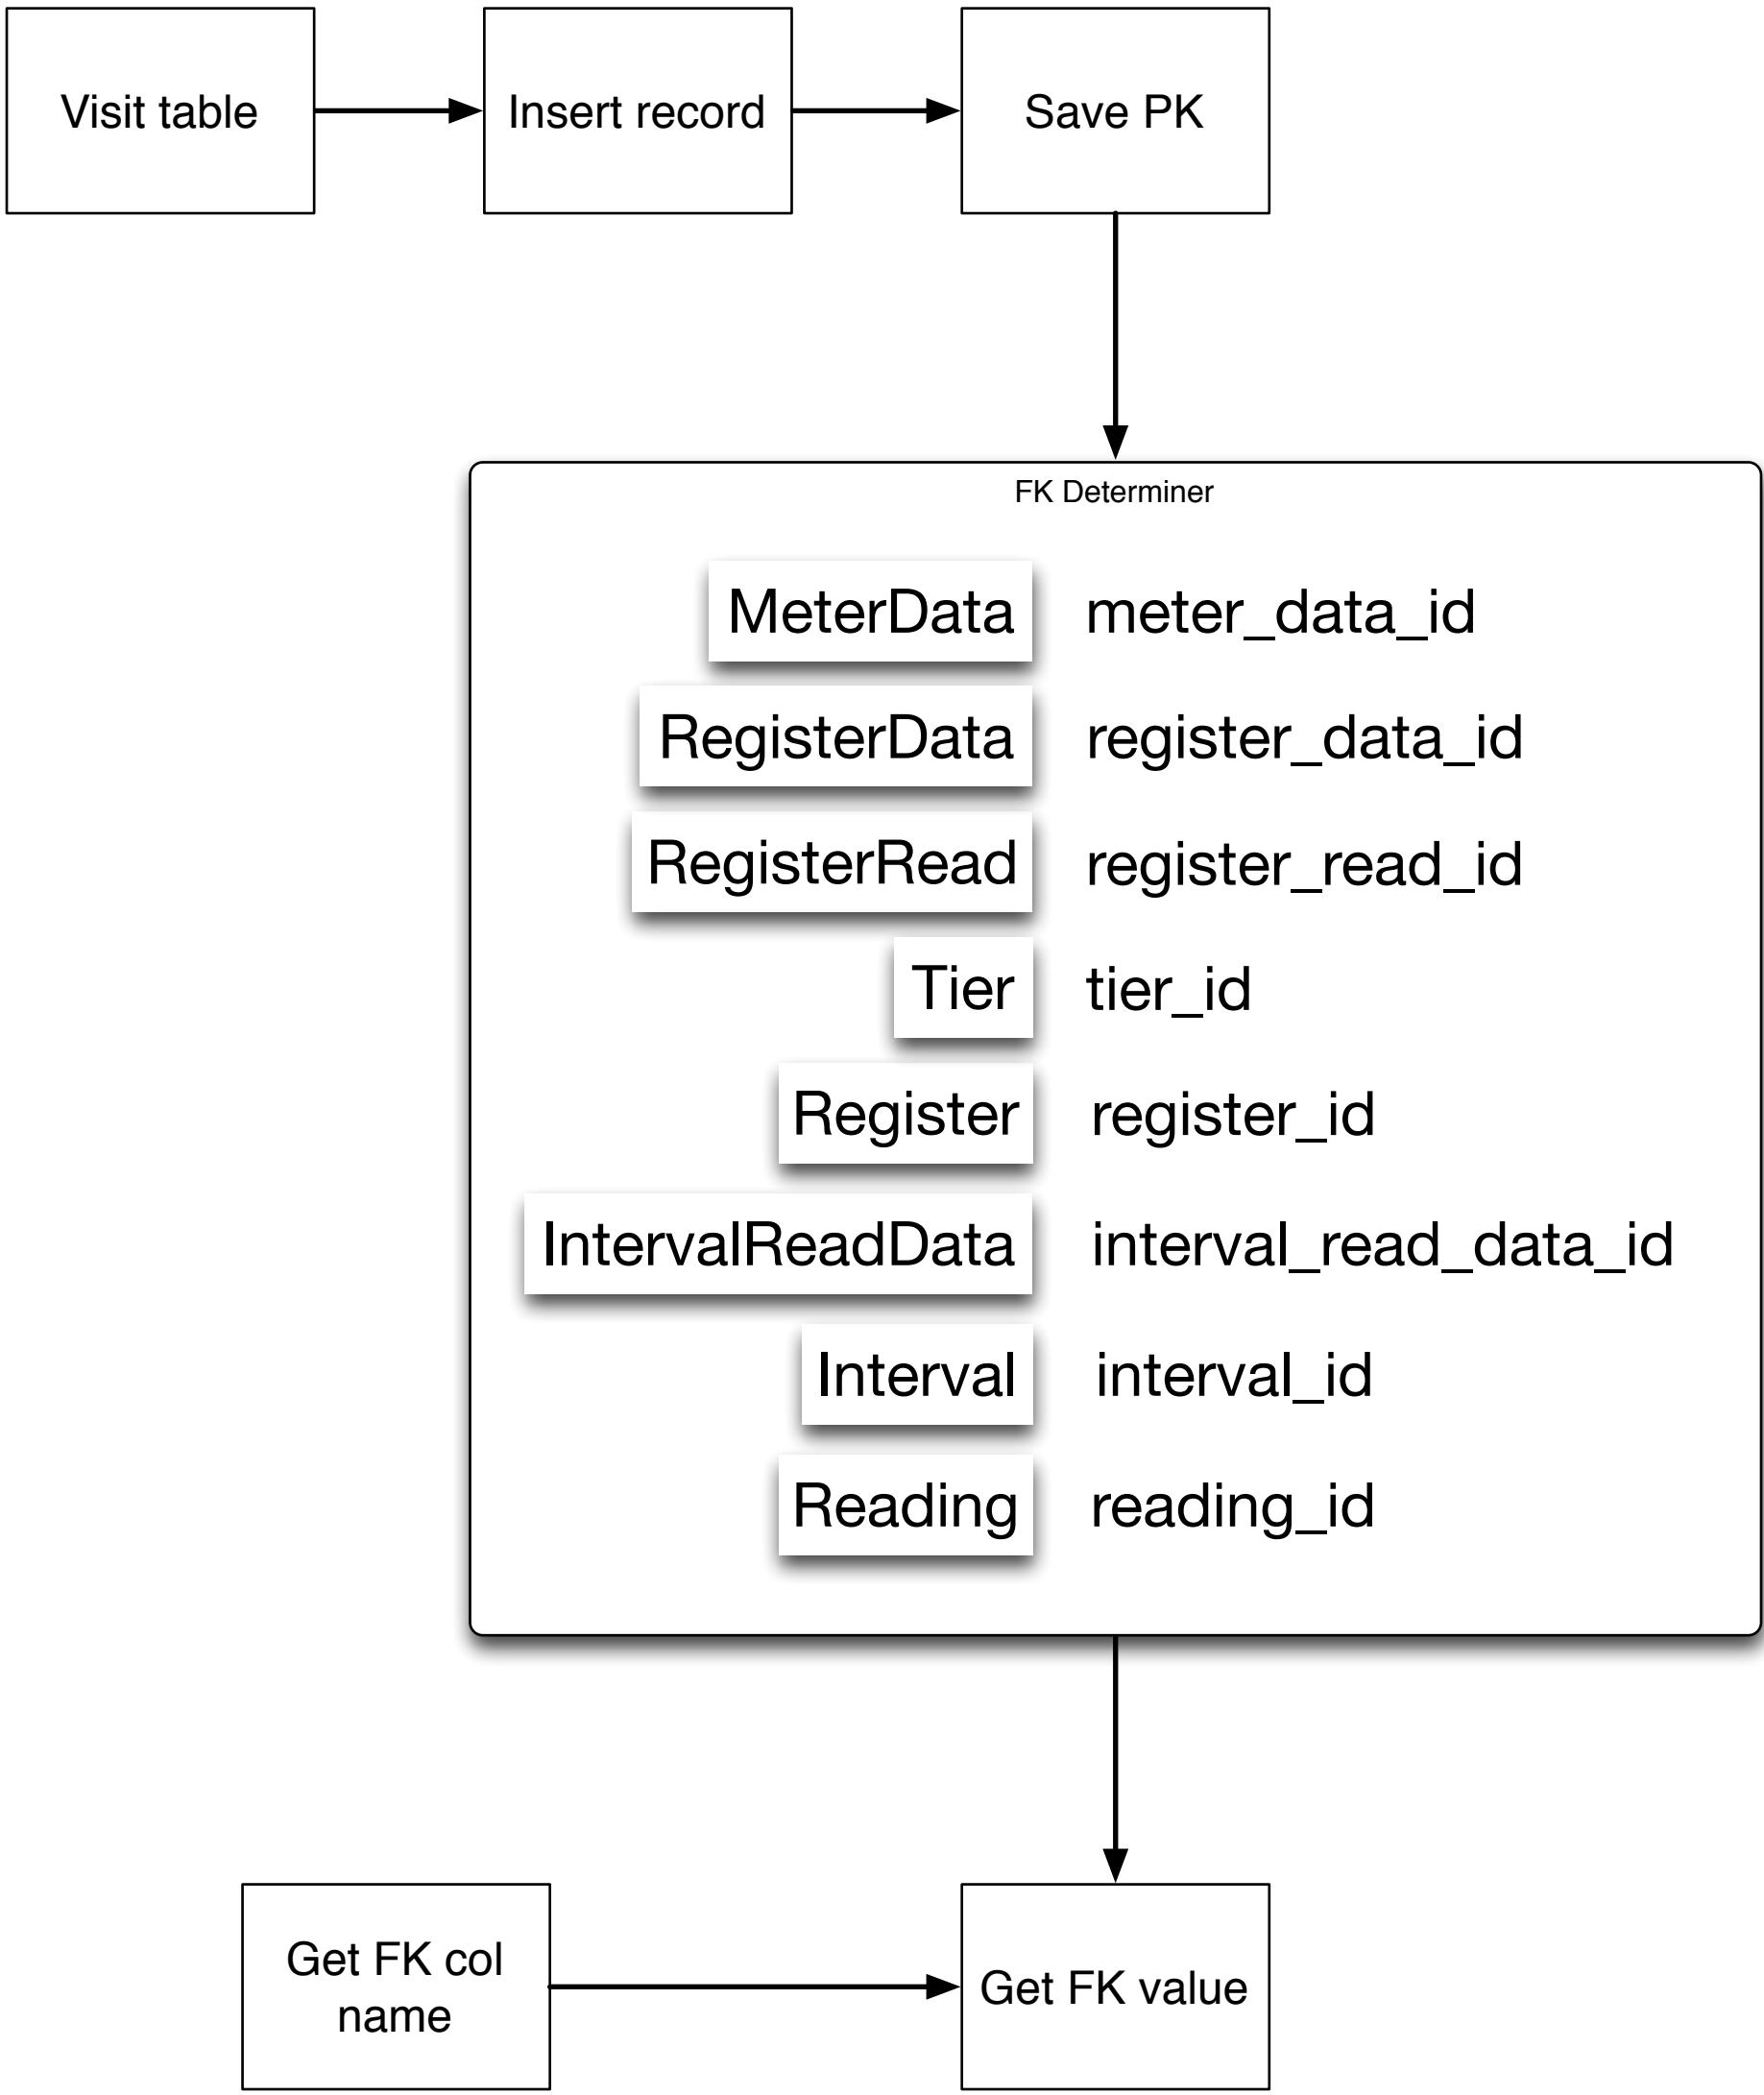 Visit table
Insert record
Save PK
FK Determiner
MeterData meter_data_id
RegisterData register_data_id
RegisterRead register_read_id
Tier tier_id
Register register_id
IntervalReadData interval_read_data_id
Interval interval_id
Reading reading_id
Get FK col
name
Get FK value